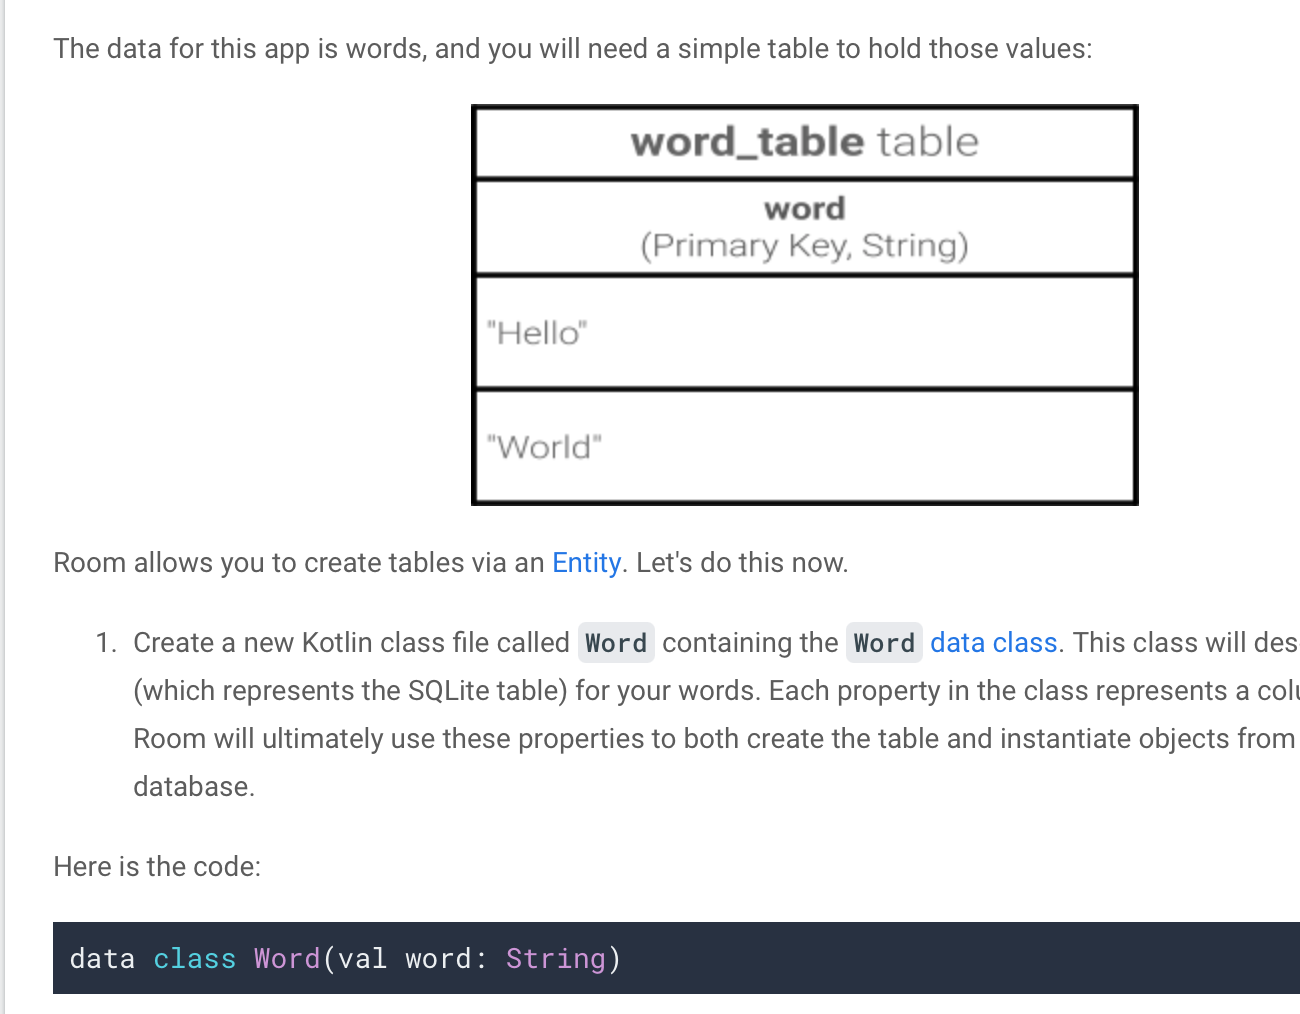 The data for this app is words, and you will need a simple table to hold those values:
word_table table
word
(Primary Key, String)
"Hello"
"World"
Room allows you to create tables via an Entity. Let's do this now.
1. Create a new Kotlin class file called Word containing the Word data class. This class will des
(which represents the SQLite table) for your words. Each property in the class represents a colu
Room will ultimately use these properties to both create the table and instantiate objects from
database.
Here is the code:
data class Word(val word: String)